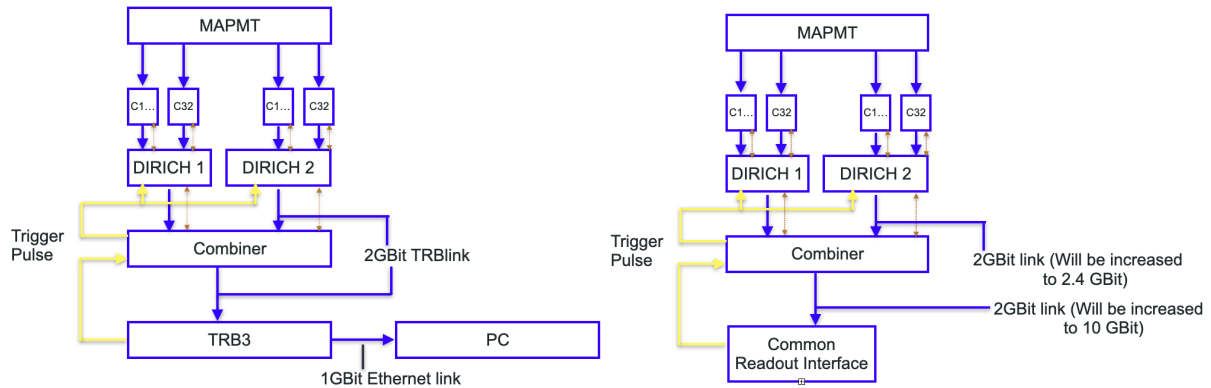 MAPMT
C1...
C32
C1...
C32
DIRICH 1
DIRICH 2
Trigger
Pulse
Combiner
2GBit TRBlink
TRB3
PC
1GBit Ethernet link
MAPMT
C1...
C32
C1...
C32
DIRICH 1
DIRICH 2
Trigger
Pulse
Combiner
2GBit link (Will be increased
to 2.4 GBit)
2GBit link (Will be increased
to 10 GBit)
Common
Readout Interface